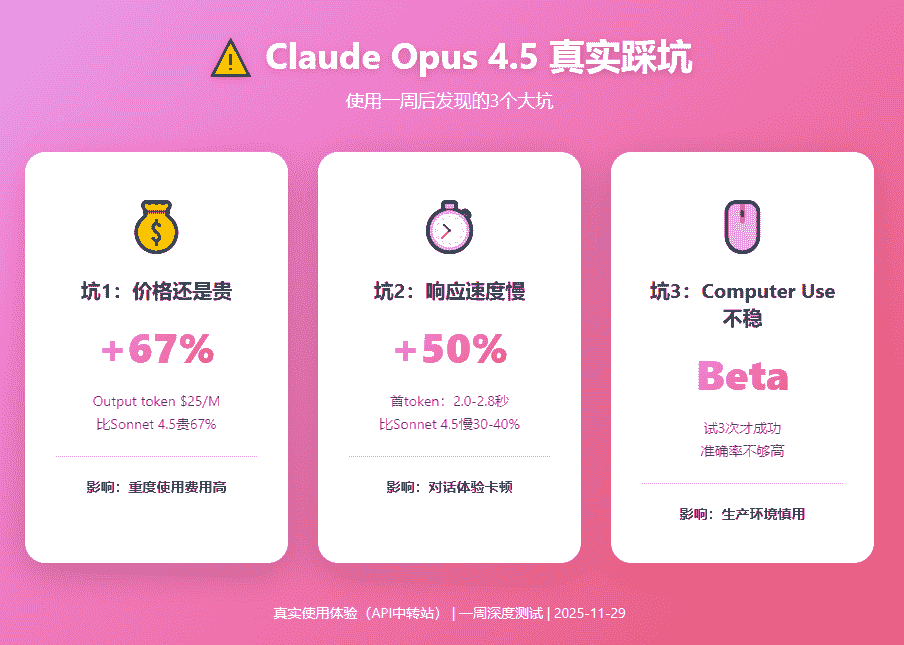 Claude Opus 4.5 真实踩坑
使用一周后发现的3个大坑
坑1：价格还是贵
+67%
Output token $25/M
比Sonnet 4.5贵67%
影响：重度使用费用高
坑2：响应速度慢
+50%
首token：2.0-2.8秒
比Sonnet 4.5慢30-40%
影响：对话体验卡顿
坑3：Computer Use
不稳
Beta
试3次才成功
准确率不够高
影响：生产环境慎用
真实使用体验（API中转站） | 一周深度测试 | 2025-11-29